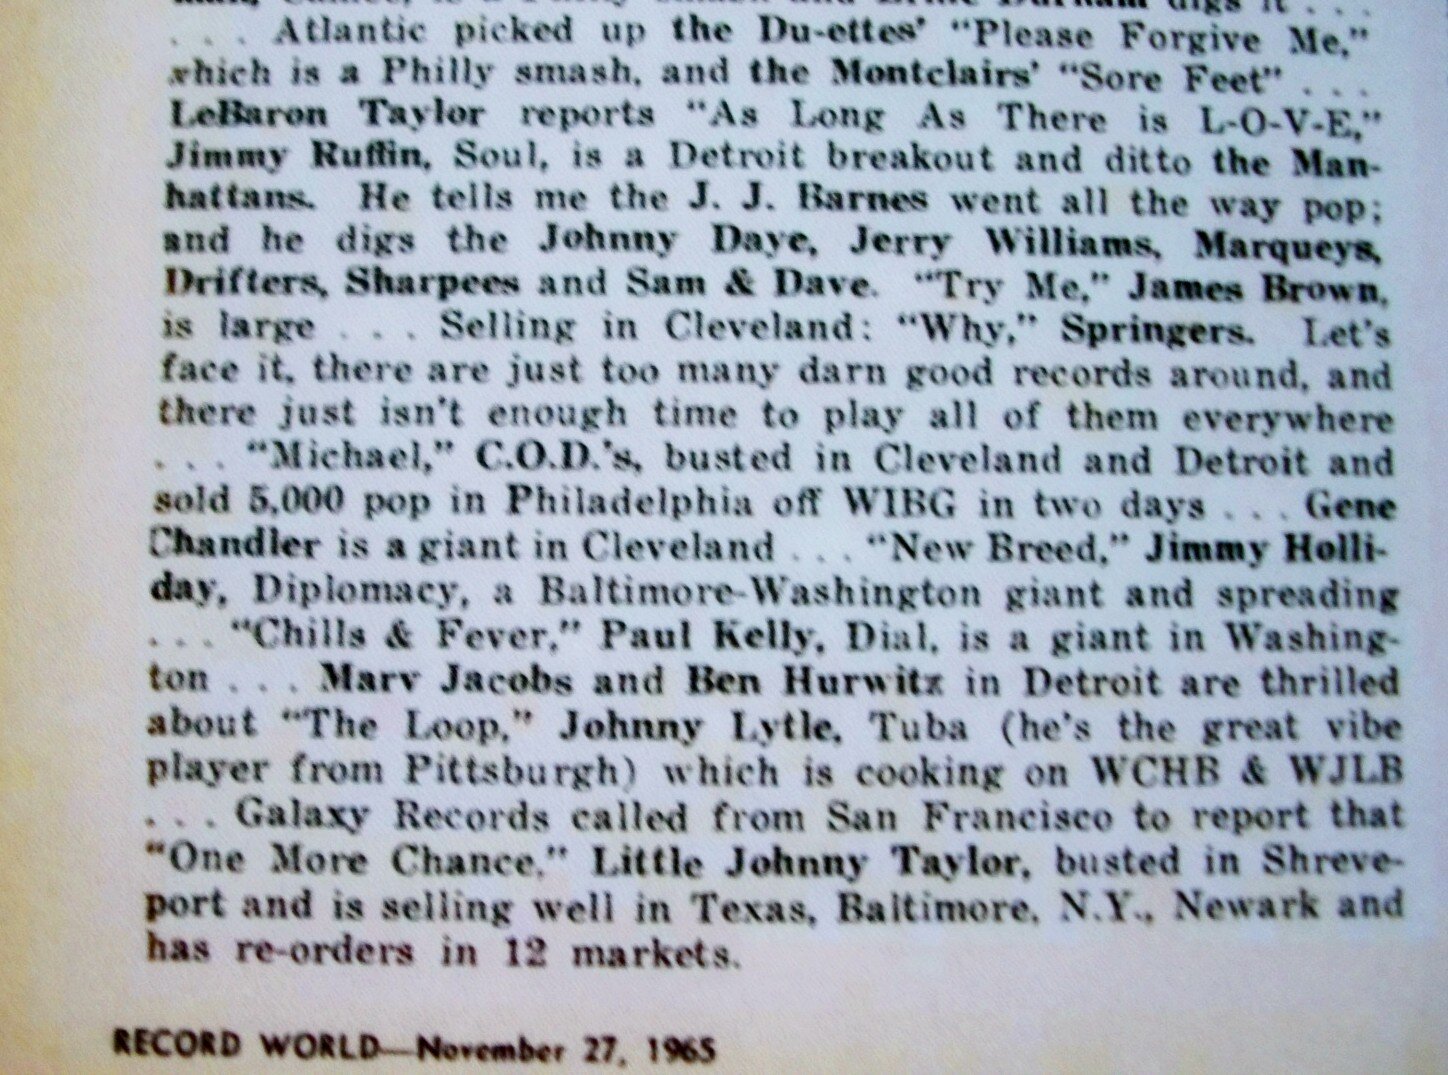 . . . Atlantic picked up the Du-ettes' "Please Forgive Me,"
which is a Philly smash, and the Montclairs' "Sore Feet" . . .
LeBaron Taylor reports "As Long As There is L-O-V-E,"
Jimmy Ruffin, Soul, is a Detroit breakout and ditto the Man-
hattans. He tells me the J. J. Barnes went all the way pop;
and he digs the Johnny Daye, Jerry Williams, Marqueys,
Drifters, Sharpees and Sam & Dave. "Try Me," James Brown,
is large . . . Selling in Cleveland: "Why," Springers. Let's
face it, there are just too many darn good records around, and
there just isn't enough time to play all of them everywhere
. . . "Michael," C.O.D.'s, busted in Cleveland and Detroit and
sold 5,000 pop in Philadelphia off WIBG in two days . . . Gene
Chandler is a giant in Cleveland . . . "New Breed," Jimmy Holli-
day, Diplomacy, a Baltimore-Washington giant and spreading
. . . "Chills & Fever," Paul Kelly, Dial, is a giant in Washing-
ton . . . Marv Jacobs and Ben Hurwitz in Detroit are thrilled
about "The Loop," Johnny Lytle, Tuba (he's the great vibe
player from Pittsburgh) which is cooking on WCHB & WJLB
. . . Galaxy Records called from San Francisco to report that
"One More Chance," Little Johnny Taylor, busted in Shreve-
port and is selling well in Texas, Baltimore, N.Y., Newark and
has re-orders in 12 markets.
RECORD WORLD—November 27, 1965